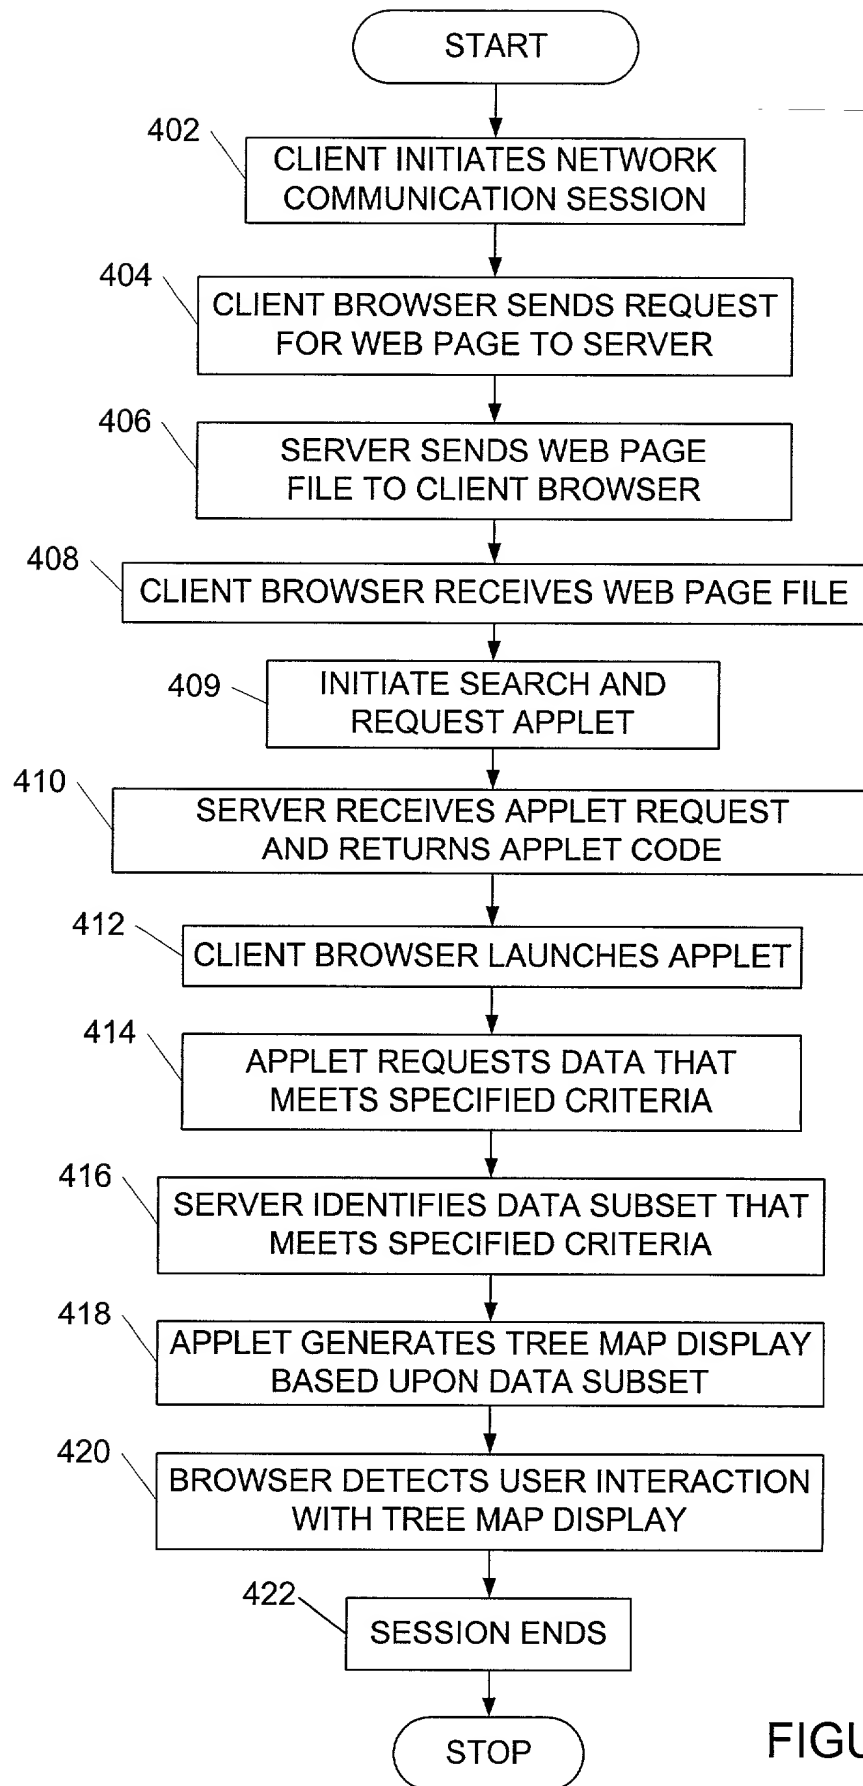 START
402
CLIENT INITIATES NETWORK
COMMUNICATION SESSION
404
CLIENT BROWSER SENDS REQUEST
FOR WEB PAGE TO SERVER
406
SERVER SENDS WEB PAGE
FILE TO CLIENT BROWSER
408
CLIENT BROWSER RECEIVES WEB PAGE FILE
409
INITIATE SEARCH AND
REQUEST APPLET
410
SERVER RECEIVES APPLET REQUEST
AND RETURNS APPLET CODE
412
CLIENT BROWSER LAUNCHES APPLET
414
APPLET REQUESTS DATA THAT
MEETS SPECIFIED CRITERIA
416
SERVER IDENTIFIES DATA SUBSET THAT
MEETS SPECIFIED CRITERIA
418
APPLET GENERATES TREE MAP DISPLAY
BASED UPON DATA SUBSET
420
BROWSER DETECTS USER INTERACTION
WITH TREE MAP DISPLAY
422
SESSION ENDS
STOP